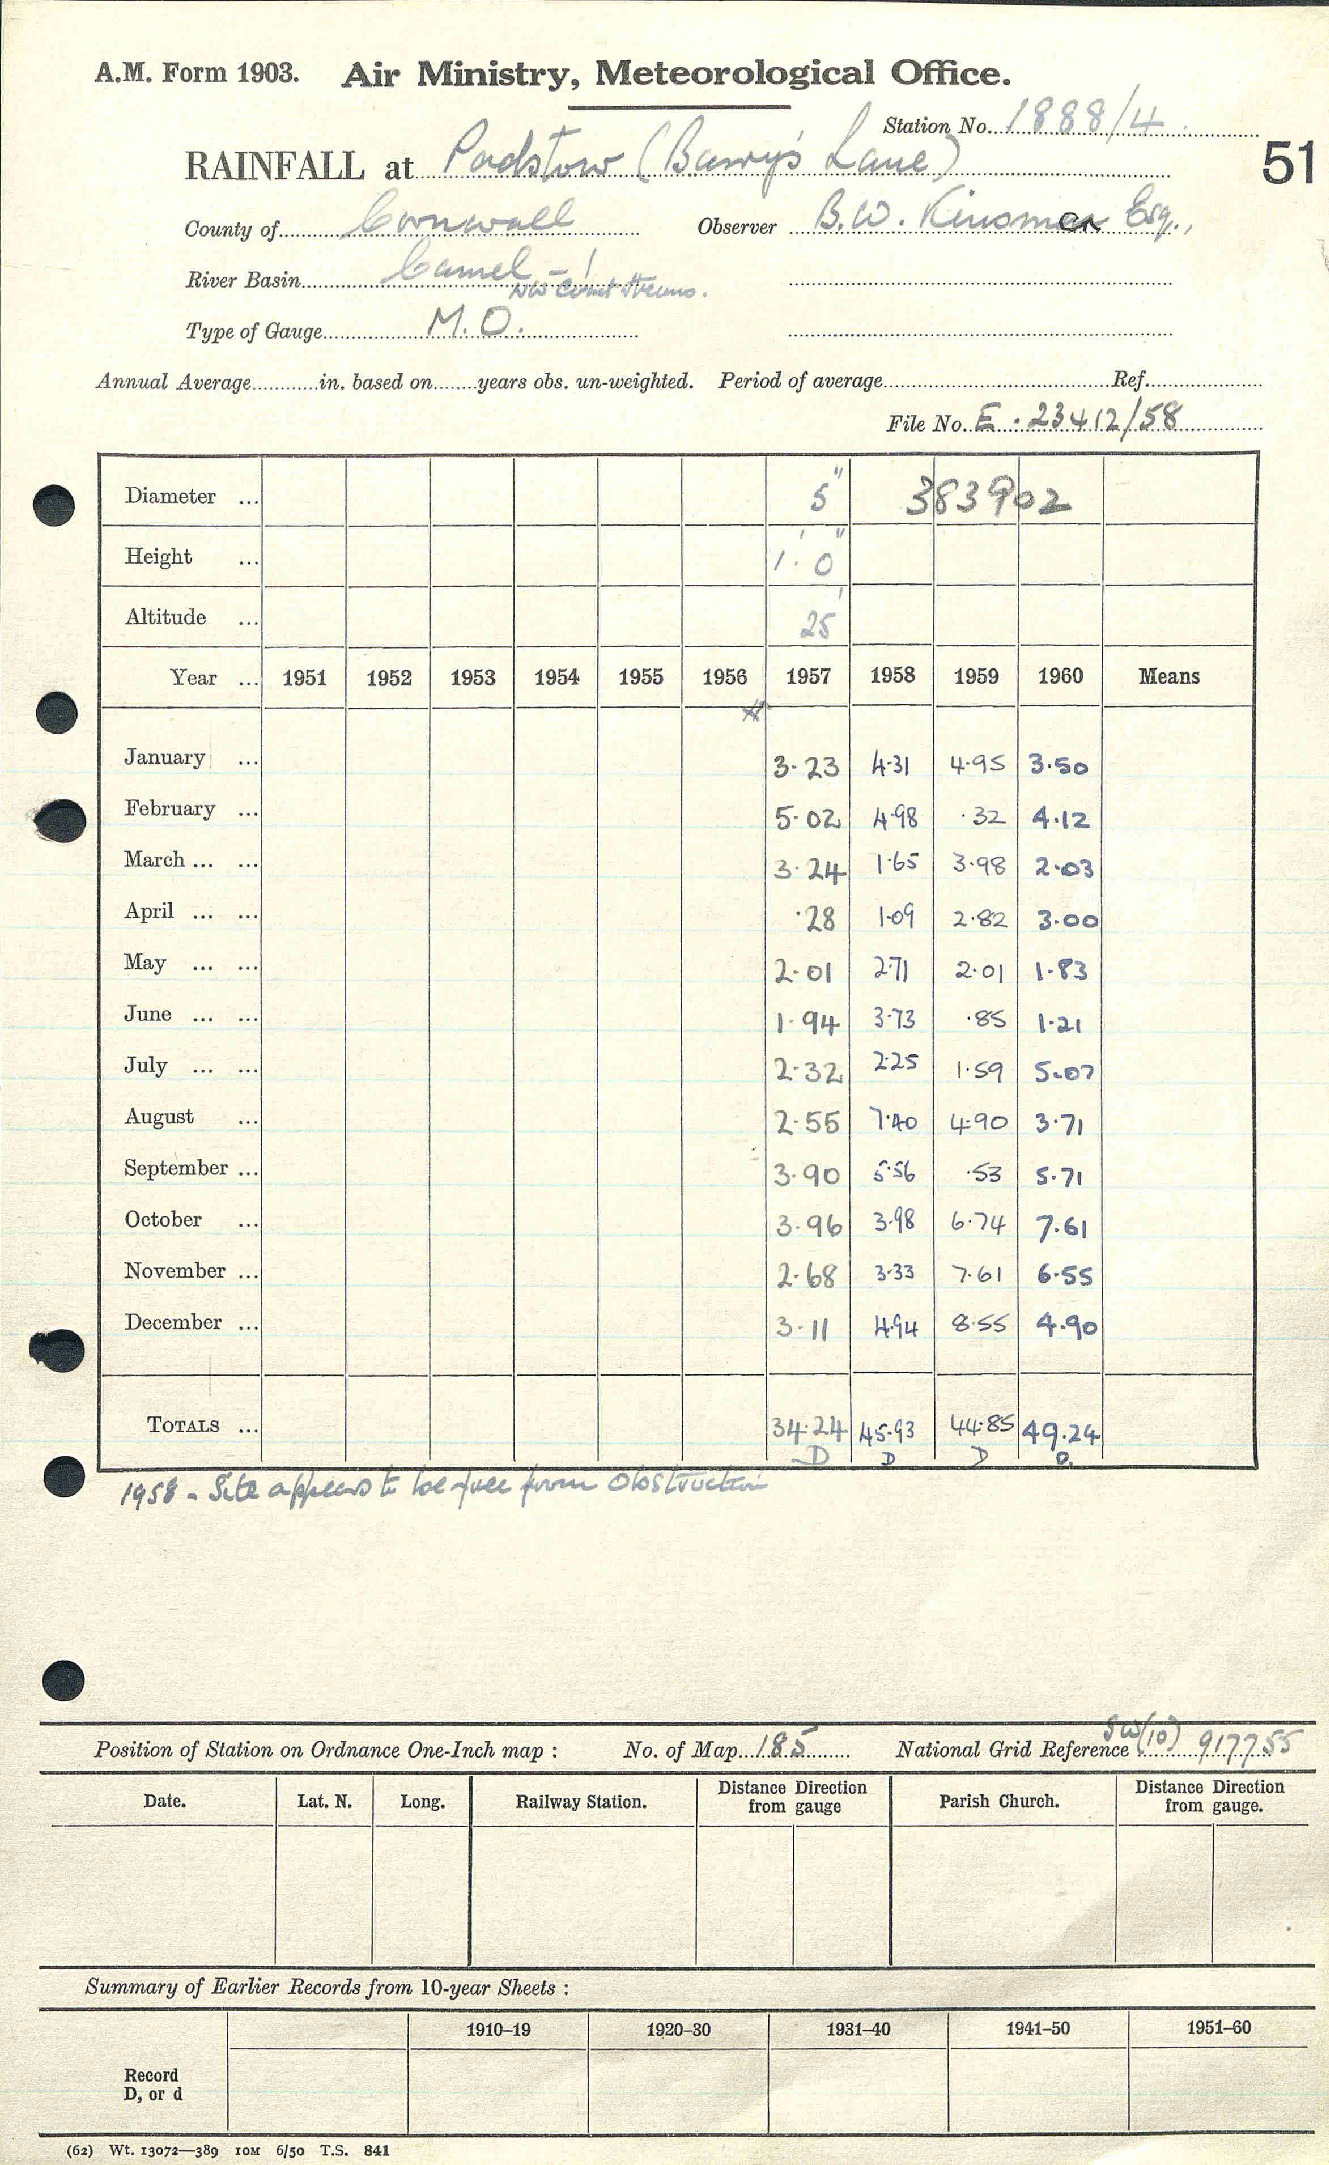 A.M. Form 1903. Air Ministry, Meteorological Office.
Station No. 1888/4
51
RAINFALL at Padstow (Barry's Lane)
County of Cornwall Observer B.W. Kinsman Esq.,
River Basin Camel - 1
NW Coast Streams.
Type of Gauge M.O.
Annual Average in. based on years obs. un-weighted. Period of average Ref.
File No. E. 23412/58
Diameter ... 5" 383902
Height ... 1' 0"
Altitude ... 25'
Year ... 1951 1952 1953 1954 1955 1956 1957 1958 1959 1960 Means
January ... 3.23 4.31 4.95 3.50
February ... 5.02 4.98 .32 4.12
March ... ... 3.24 1.65 3.98 2.03
April ... ... .28 1.09 2.82 3.00
May ... ... 2.01 2.71 2.01 1.83
June ... ... 1.94 3.73 .85 1.21
July ... ... 2.32 2.25 1.59 5.07
August ... 2.55 7.40 4.90 3.71
September ... 3.90 5.56 .53 5.71
October ... 3.96 3.98 6.74 7.61
November ... 2.68 3.33 7.61 6.55
December ... 3.11 4.94 8.55 4.90
TOTALS ... 34.24 45.93 44.85 49.24
D D D D.
1958 - Site appears to be free from obstruction
Position of Station on Ordnance One-Inch map : No. of Map 185 National Grid Reference SW(10) 917755
Date. Lat. N. Long. Railway Station. Distance from gauge Direction Parish Church. Distance from gauge. Direction
Summary of Earlier Records from 10-year Sheets :
1910–19 1920–30 1931–40 1941–50 1951–60
Record
D, or d
(62) Wt. 13072—389 10M 6/50 T.S. 841